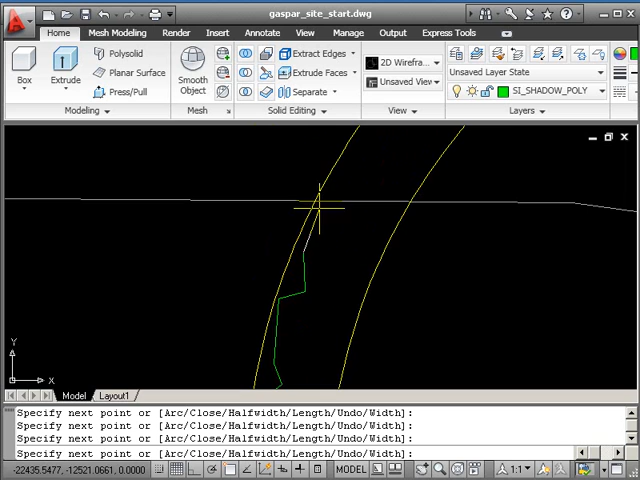 gaspar_site_start.dwg
Home Mesh Modeling Render Insert Annotate View Manage Output Express Tools
Box
Extrude
Polysolid
Planar Surface
Press/Pull
Smooth Object
Extract Edges
Extrude Faces
Separate
2D Wirefra...
Unsaved View
Unsaved Layer State
SI_SHADOW_POLY
Modeling Mesh Solid Editing View Layers
Y
X
Model Layout1
Specify next point or [Arc/Close/Halfwidth/Length/Undo/Width]:
Specify next point or [Arc/Close/Halfwidth/Length/Undo/Width]:
Specify next point or [Arc/Close/Halfwidth/Length/Undo/Width]:
Specify next point or [Arc/Close/Halfwidth/Length/Undo/Width]:
-22435.5477, -12521.0661, 0.0000 MODEL 1:1